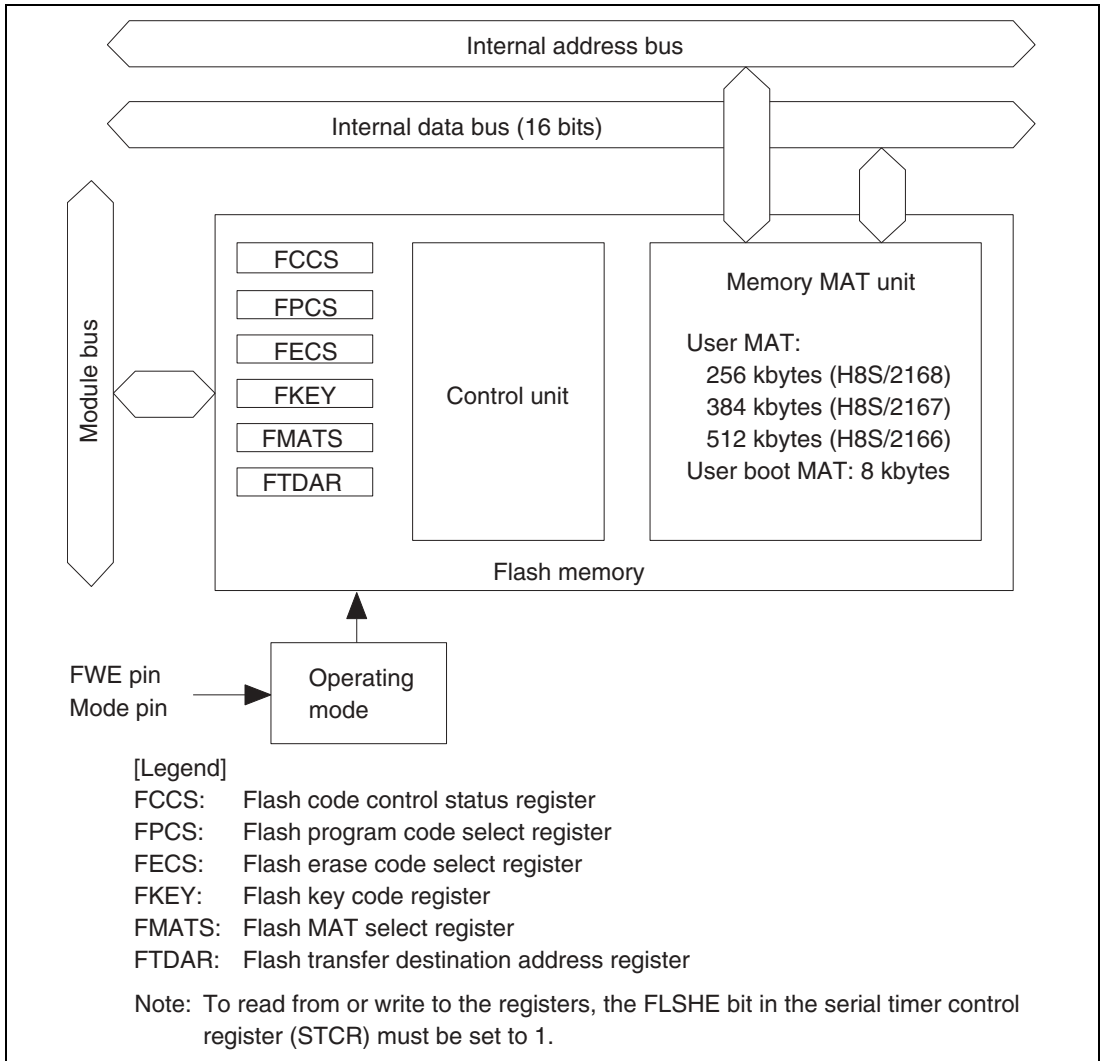 Internal address bus
Internal data bus (16 bits)
Module bus
FCCS
FPCS
FECS
FKEY
FMATS
FTDAR
Control unit
Memory MAT unit
User MAT:
256 kbytes (H8S/2168)
384 kbytes (H8S/2167)
512 kbytes (H8S/2166)
User boot MAT: 8 kbytes
Flash memory
FWE pin
Mode pin
Operating
mode
[Legend]
FCCS: Flash code control status register
FPCS: Flash program code select register
FECS: Flash erase code select register
FKEY: Flash key code register
FMATS: Flash MAT select register
FTDAR: Flash transfer destination address register
Note: To read from or write to the registers, the FLSHE bit in the serial timer control
register (STCR) must be set to 1.